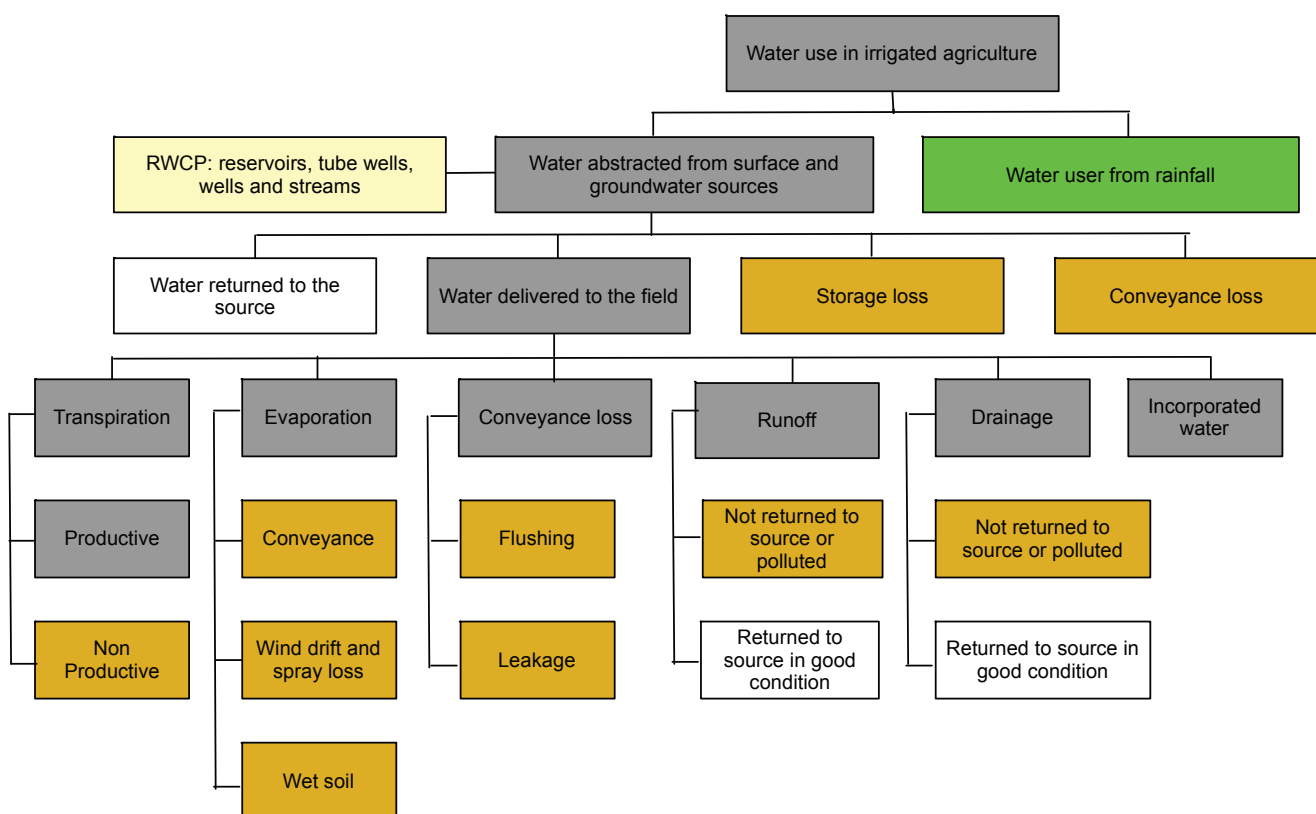 Water use in irrigated agriculture
RWCP: reservoirs, tube wells,
wells and streams
Water abstracted from surface and
groundwater sources
Water user from rainfall
Water returned to the
source
Water delivered to the field
Storage loss
Conveyance loss
Transpiration
Evaporation
Conveyance loss
Runoff
Drainage
Incorporated
water
Productive
Conveyance
Flushing
Not returned to
source or
polluted
Not returned to
source or polluted
Non
Productive
Wind drift and
spray loss
Leakage
Returned to
source in good
condition
Returned to source in
good condition
Wet soil